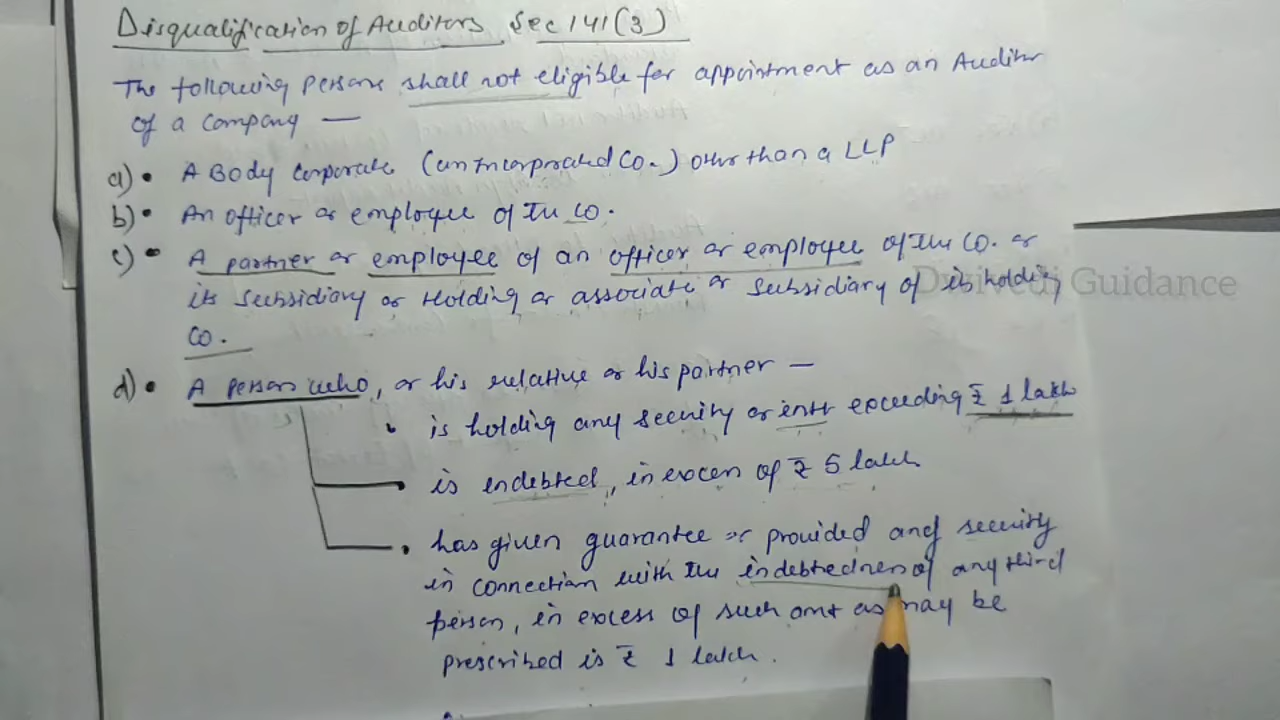 Disqualification of Auditors Sec 141(3)
The following Persons shall not eligible for appointment as an Auditor
of a Company —
a) • A Body Corporate (an Incorporated Co.) other than a LLP
b) • An officer or employee of the CO.
c) • A partner or employee of an officer or employee of the Co. or
its subsidiary or Holding or associate or subsidiary of its holding
CO.
Dwivedi Guidance
d) • A Person who, or his relative or his partner —
• is holding any security or intt exceeding ₹ 1 lakh
• is indebted, in excess of ₹ 5 lakh
• has given guarantee or provided any security
in connection with the indebtedness of any third
person, in excess of such amt as may be
prescribed is ₹ 1 lakh.